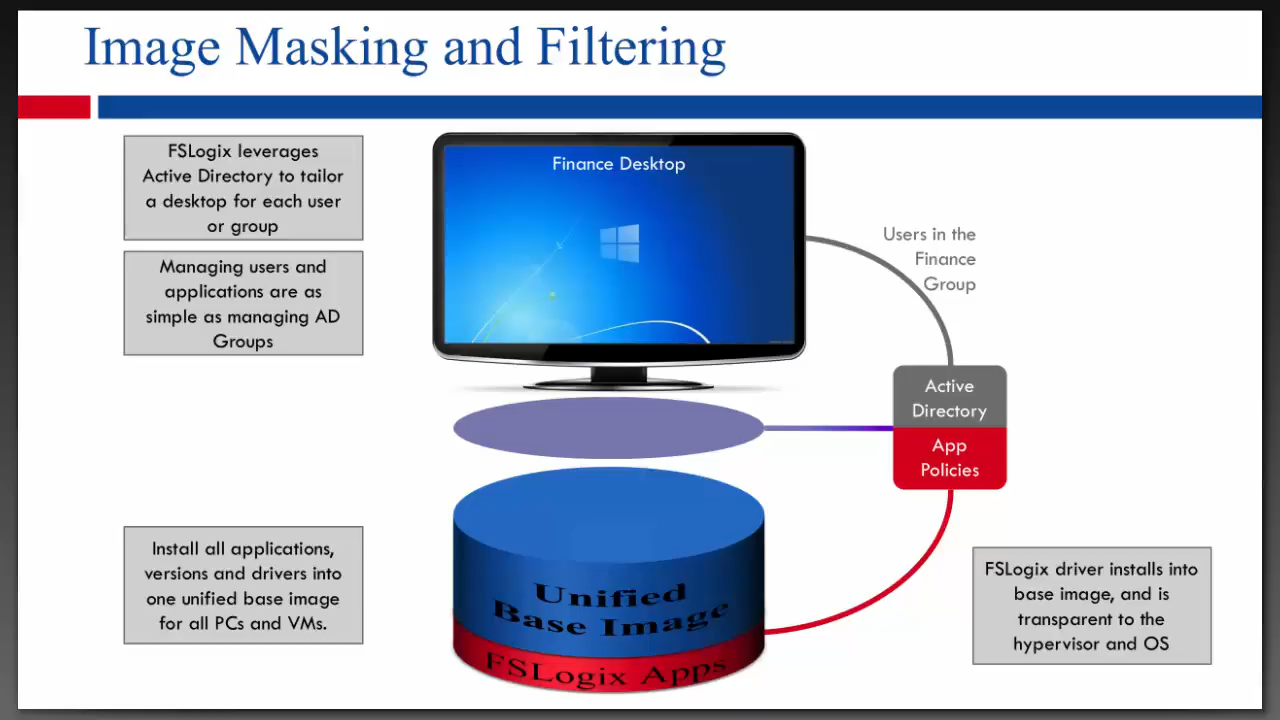 Image Masking and Filtering
FSLogix leverages
Active Directory to tailor
a desktop for each user
or group
Managing users and
applications are as
simple as managing AD
Groups
Finance Desktop
Users in the
Finance
Group
Active
Directory
App
Policies
Install all applications,
versions and drivers into
one unified base image
for all PCs and VMs.
Unified
Base Image
FSLogix Apps
FSLogix driver installs into
base image, and is
transparent to the
hypervisor and OS